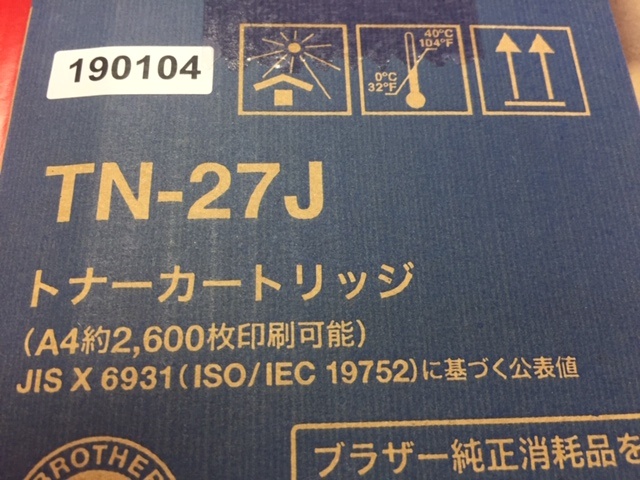 190104
40°C
104°F
0°C
32°F
TN-27J
トナーカートリッジ
(A4約2,600枚印刷可能)
JIS X 6931(ISO/IEC 19752)に基づく公表値
BROTHER
ブラザー純正消耗品を